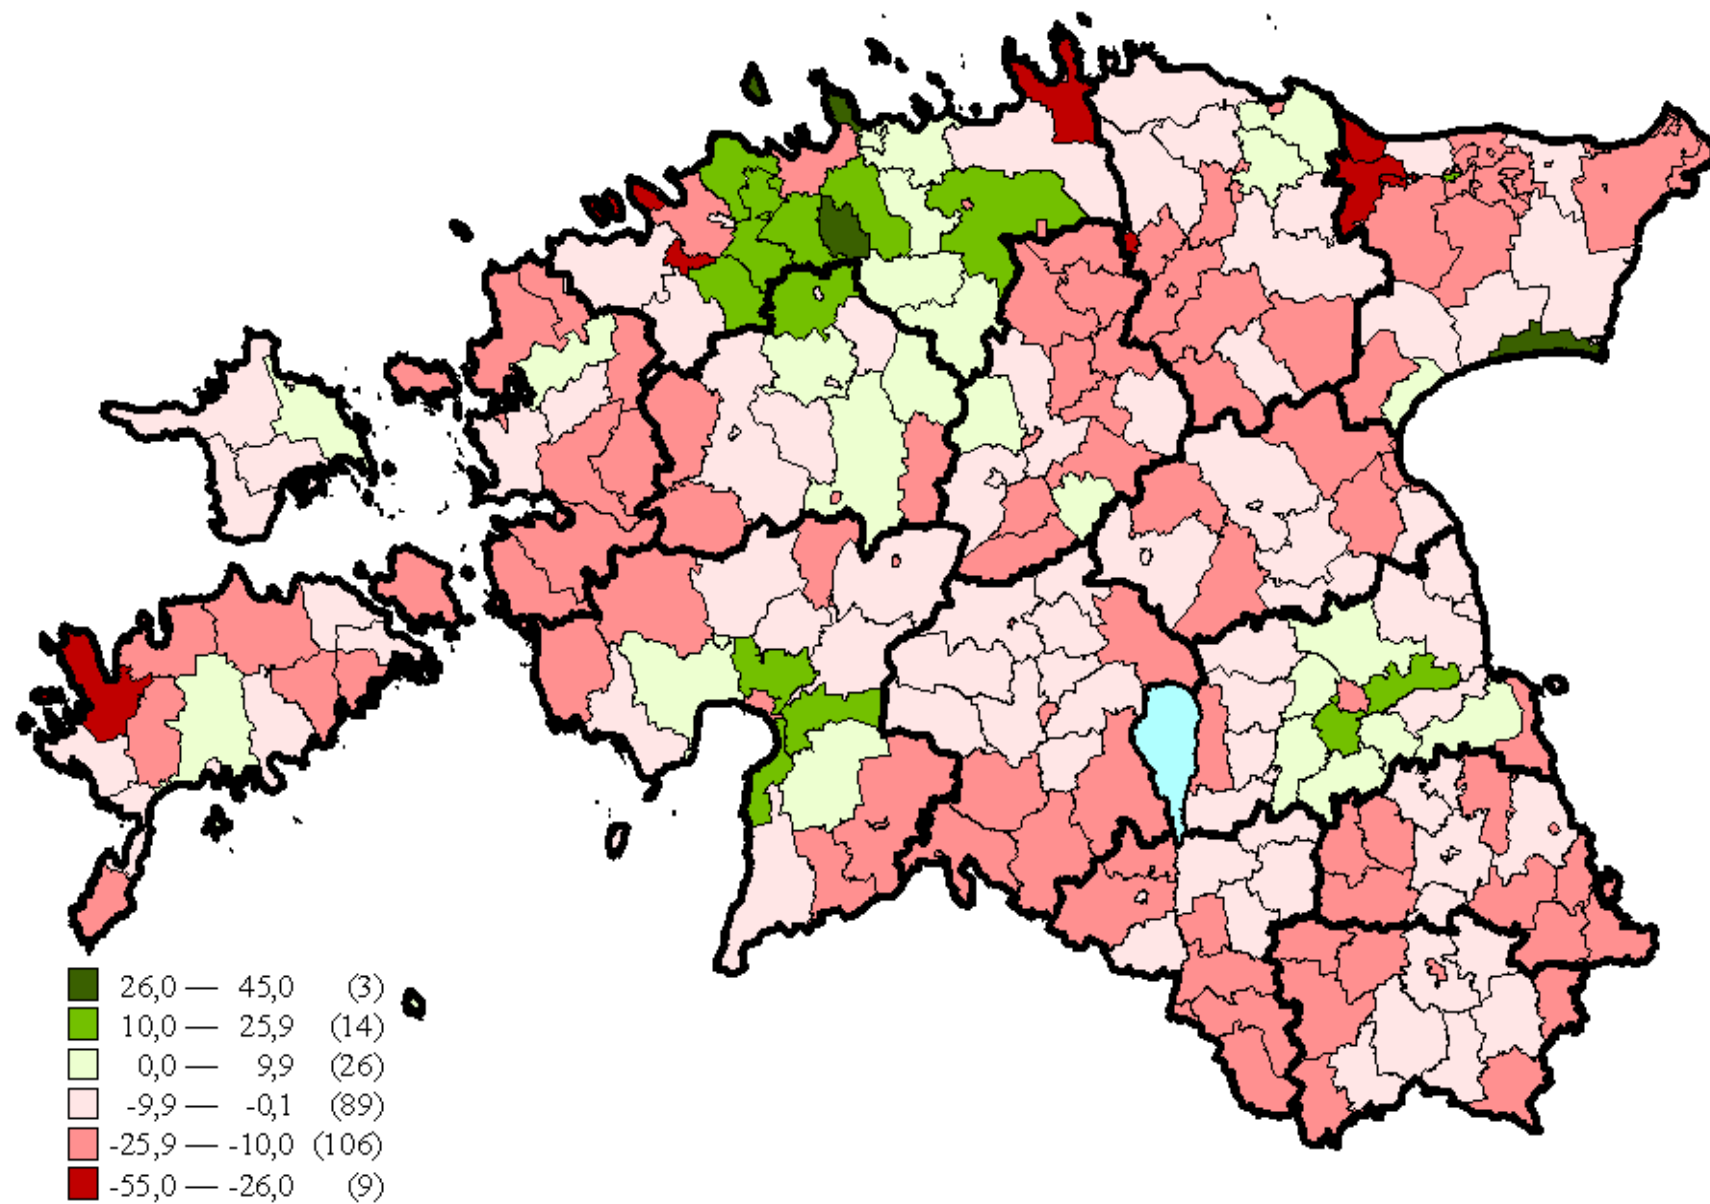 26,0 — 45,0 (3)
10,0 — 25,9 (14)
0,0 — 9,9 (26)
-9,9 — -0,1 (89)
-25,9 — -10,0 (106)
-55,0 — -26,0 (9)